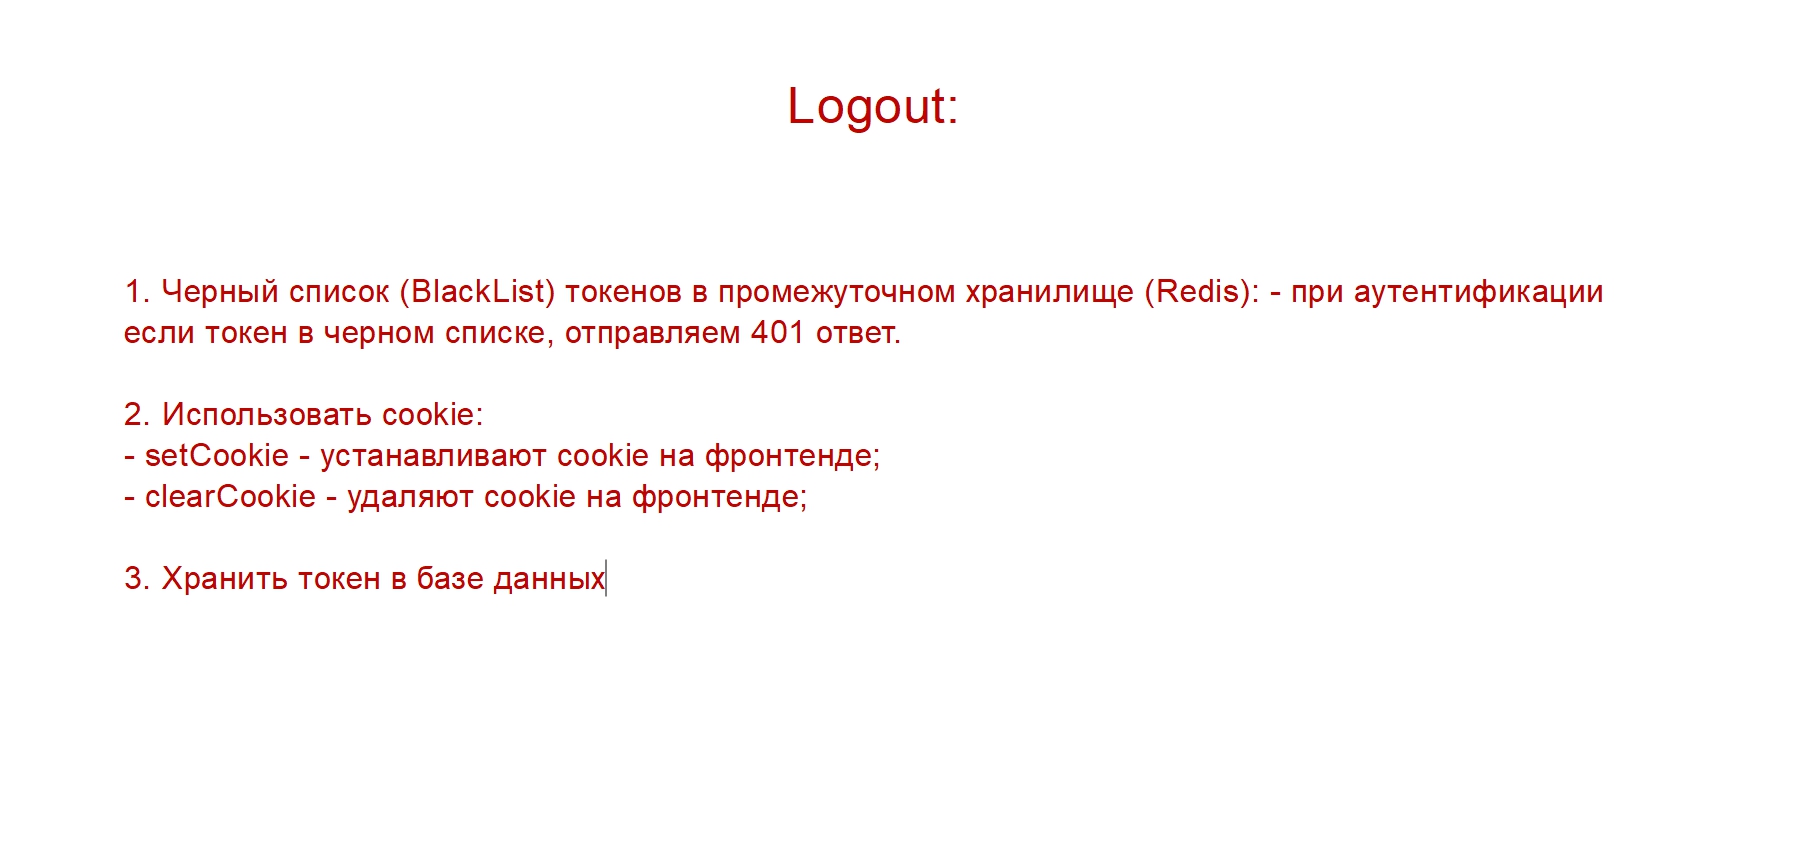 Logout:
1. Черный список (BlackList) токенов в промежуточном хранилище (Redis): - при аутентификации
если токен в черном списке, отправляем 401 ответ.
2. Использовать cookie:
- setCookie - устанавливают cookie на фронтенде;
- clearCookie - удаляют cookie на фронтенде;
3. Хранить токен в базе данных